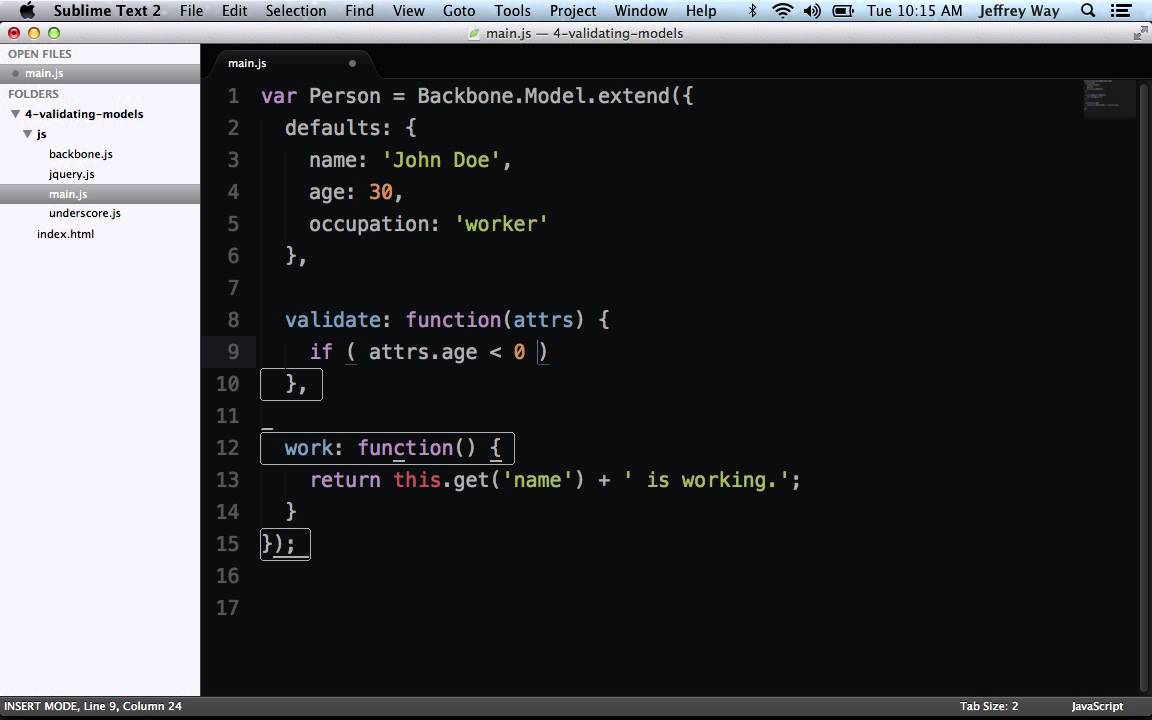 Sublime Text 2 File Edit Selection Find View Goto Tools Project Window Help Tue 10:15 AM Jeffrey Way
main.js — 4-validating-models
OPEN FILES
main.js
FOLDERS
4-validating-models
js
backbone.js
jquery.js
main.js
underscore.js
index.html
main.js
1 var Person = Backbone.Model.extend({
2 defaults: {
3 name: 'John Doe',
4 age: 30,
5 occupation: 'worker'
6 },
7
8 validate: function(attrs) {
9 if ( attrs.age < 0 )
10 },
11
12 work: function() {
13 return this.get('name') + ' is working.';
14 }
15 });
16
17
INSERT MODE, Line 9, Column 24 Tab Size: 2 JavaScript